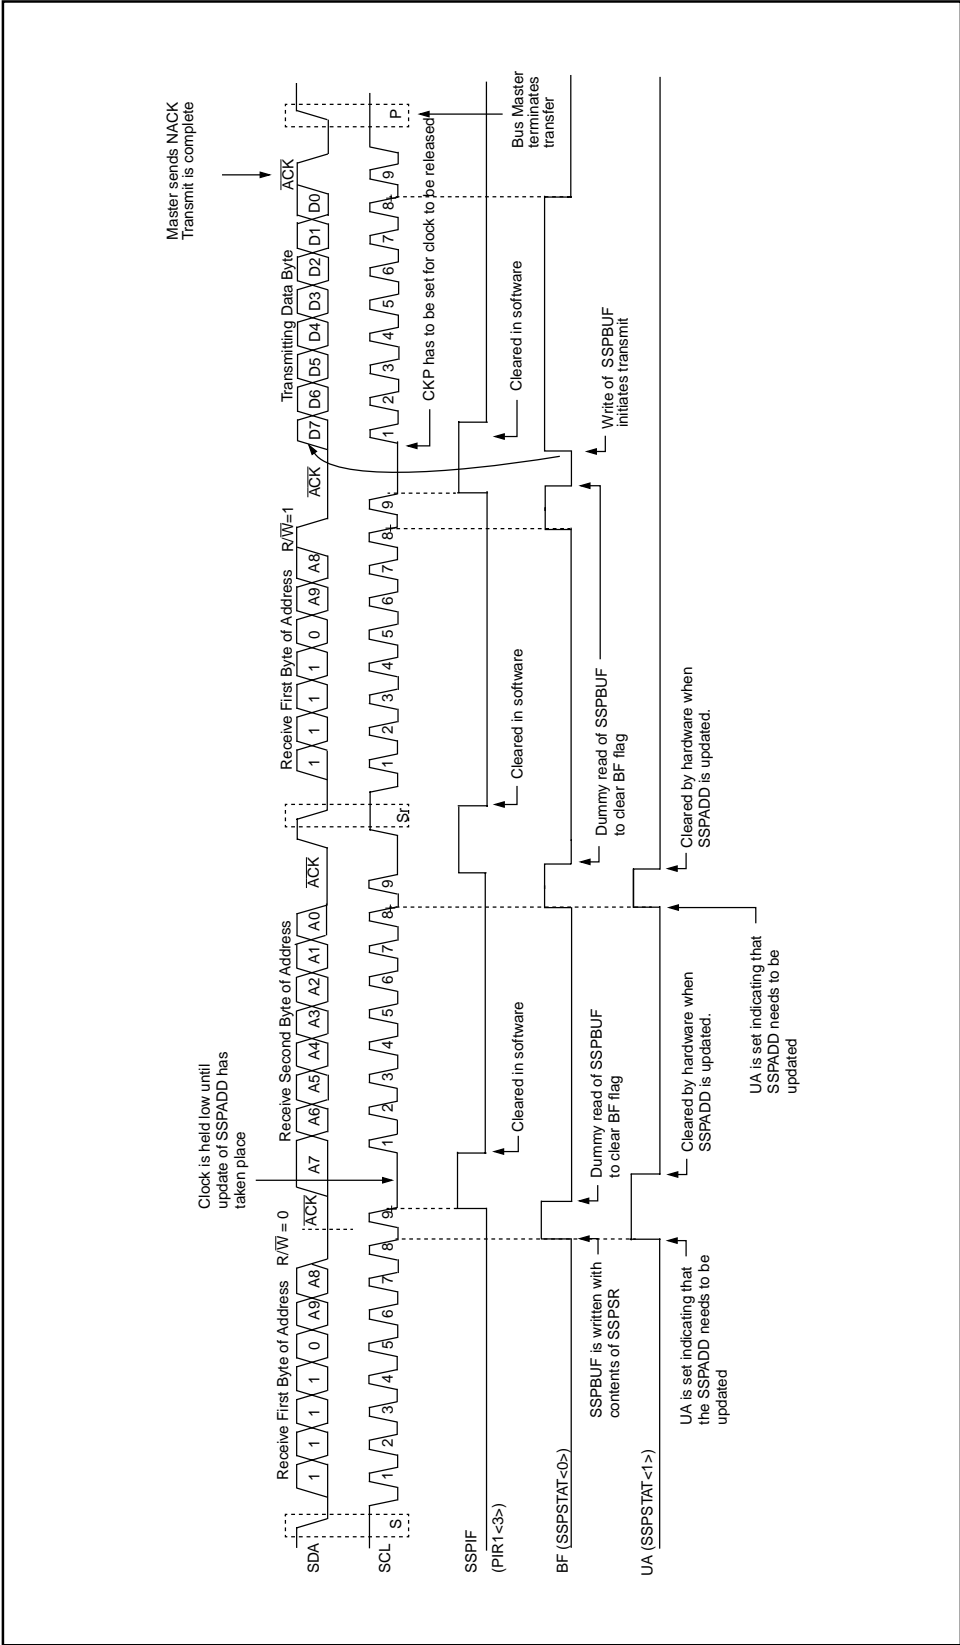 Master sends NACK
Transmit is complete
Clock is held low until
update of SSPADD has
taken place
Receive First Byte of Address R/W = 0
Receive Second Byte of Address
Receive First Byte of Address R/W=1
Transmitting Data Byte
ACK
ACK
ACK
ACK
SDA
1 1 1 1 0 A9 A8
A7 A6 A5 A4 A3 A2 A1 A0
1 1 1 1 0 A9 A8
D7 D6 D5 D4 D3 D2 D1 D0
SCL
S
1 2 3 4 5 6 7 8 9
1 2 3 4 5 6 7 8 9
Sr
1 2 3 4 5 6 7 8 9
1 2 3 4 5 6 7 8 9
P
CKP has to be set for clock to be released
Bus Master
terminates
transfer
SSPIF
(PIR1<3>)
Cleared in software
Cleared in software
Cleared in software
BF (SSPSTAT<0>)
SSPBUF is written with
contents of SSPSR
Dummy read of SSPBUF
to clear BF flag
Dummy read of SSPBUF
to clear BF flag
Write of SSPBUF
initiates transmit
UA (SSPSTAT<1>)
UA is set indicating that
the SSPADD needs to be
updated
Cleared by hardware when
SSPADD is updated.
UA is set indicating that
SSPADD needs to be
updated
Cleared by hardware when
SSPADD is updated.